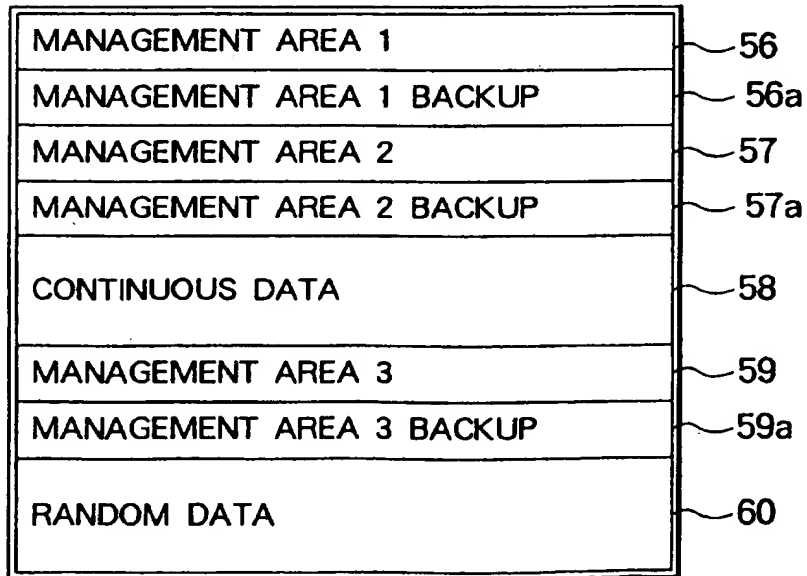 MANAGEMENT AREA 1 56
MANAGEMENT AREA 1 BACKUP 56a
MANAGEMENT AREA 2 57
MANAGEMENT AREA 2 BACKUP 57a
CONTINUOUS DATA 58
MANAGEMENT AREA 3 59
MANAGEMENT AREA 3 BACKUP 59a
RANDOM DATA 60